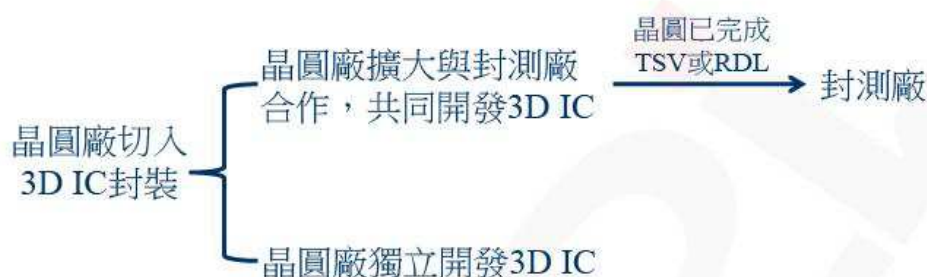 晶圓廠切入
3D IC封裝
晶圓廠擴大與封測廠
合作，共同開發3D IC
晶圓已完成
TSV或RDL
封測廠
晶圓廠獨立開發3D IC